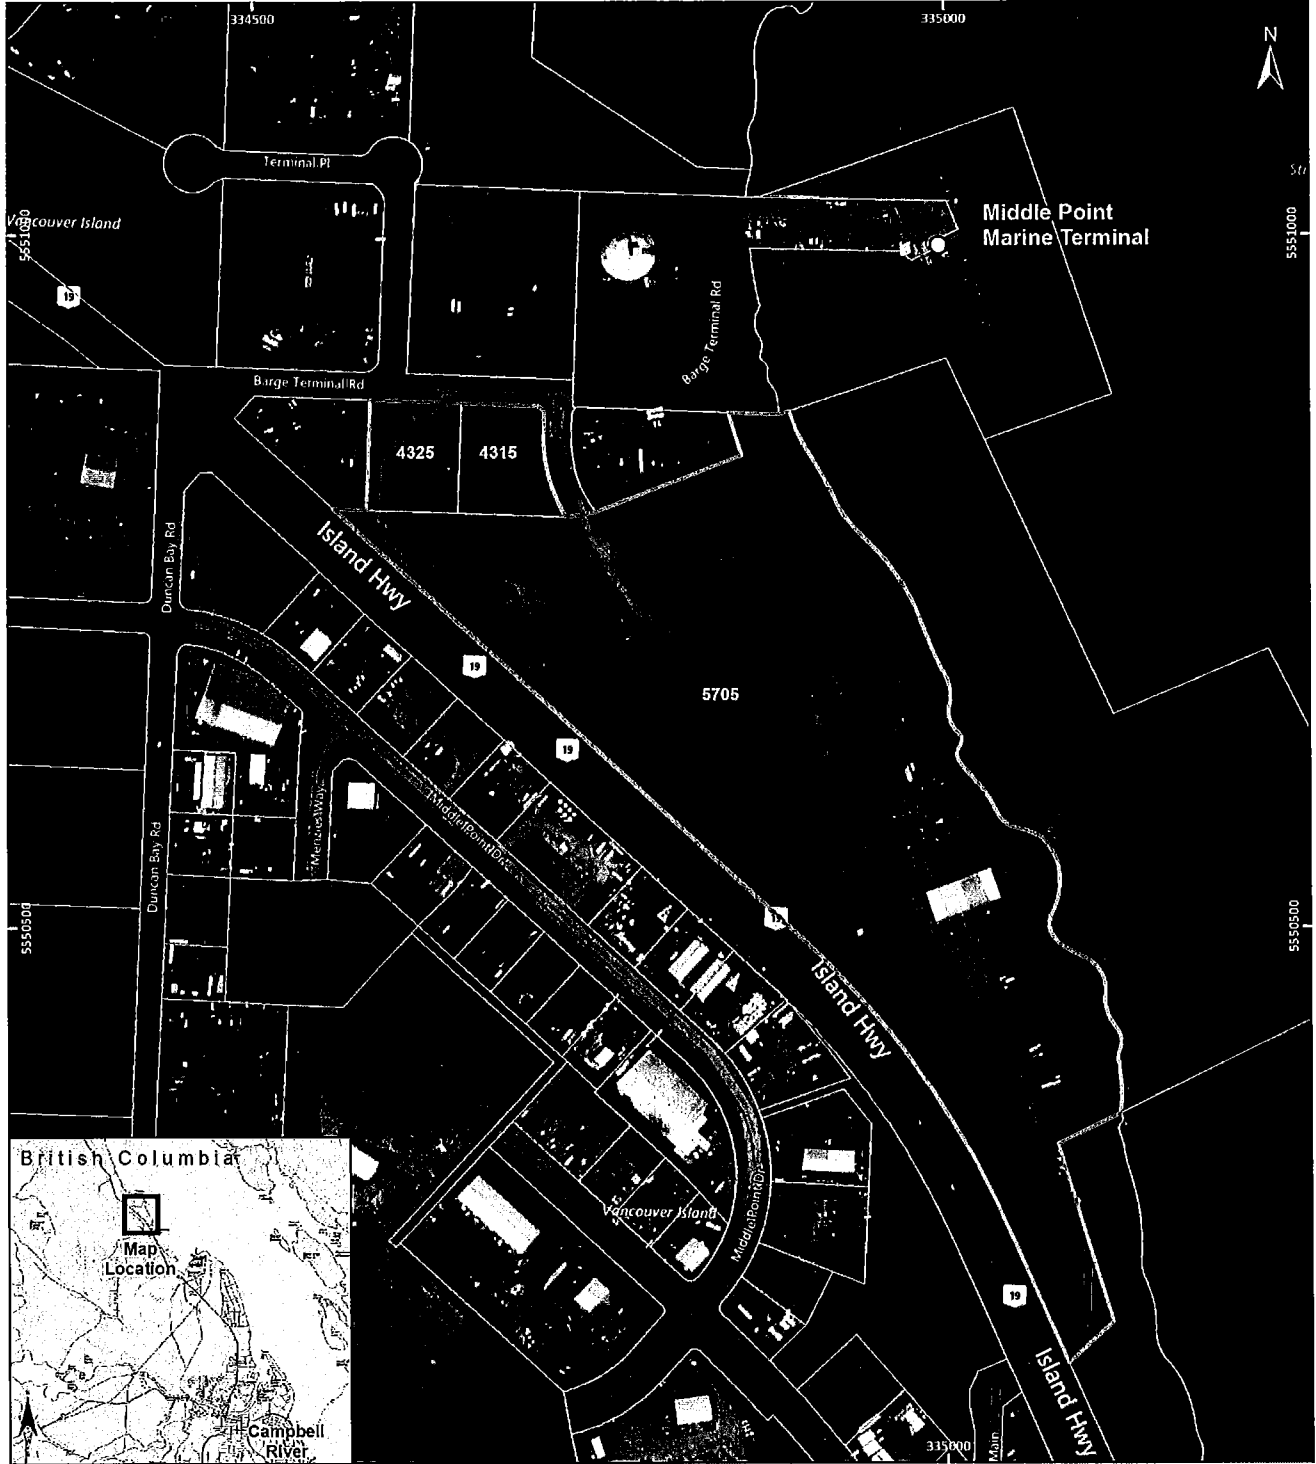 334500
335000
N
Terminal Pl
Sti
Vancouver Island
Middle Point
Marine Terminal
5551000
5551000
19
Barge Terminal Rd
Barge Terminal Rd
4325
4315
Duncan Bay Rd
Island Hwy
19
5705
19
Menzies Way
Middle Point Dr
Duncan Bay Rd
19
5550500
5550500
Island Hwy
British Columbia
Map
Location
Vancouver Island
Middle Point Dr
19
Island Hwy
Campbell
River
335000
Main